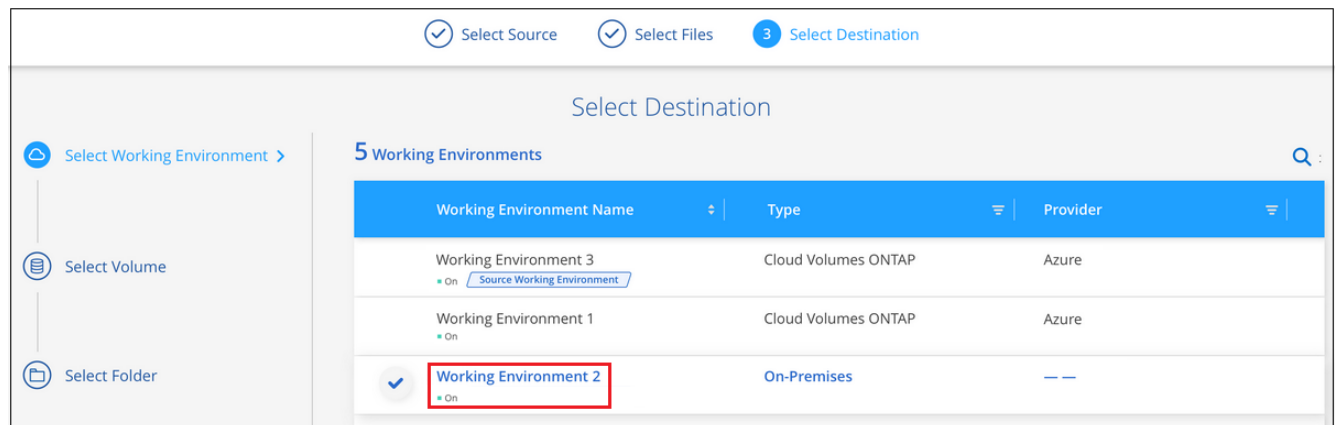 Select Source Select Files 3 Select Destination
Select Destination
Select Working Environment
5 Working Environments
Working Environment Name Type Provider
Working Environment 3 Cloud Volumes ONTAP Azure
On Source Working Environment
Select Volume
Working Environment 1 Cloud Volumes ONTAP Azure
On
Select Folder
Working Environment 2 On-Premises — —
On